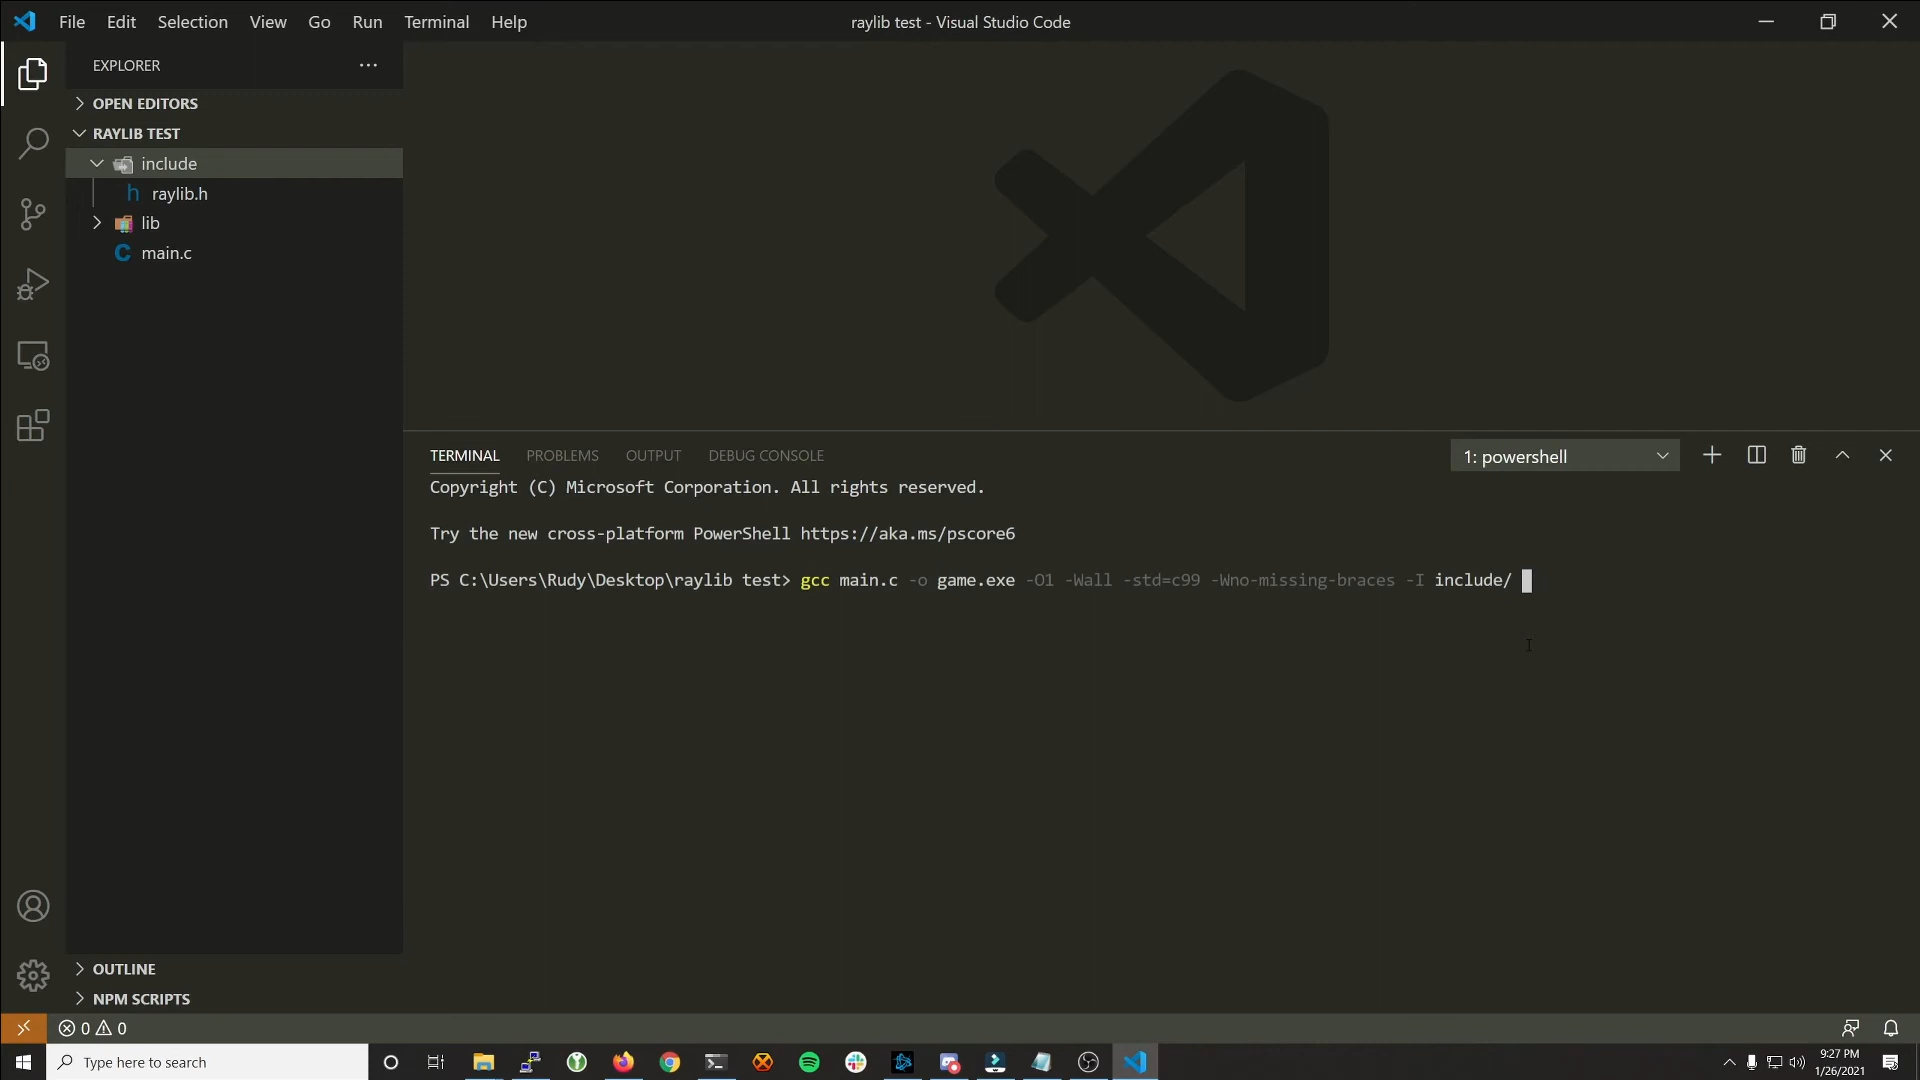 File Edit Selection View Go Run Terminal Help
raylib test - Visual Studio Code
EXPLORER
OPEN EDITORS
RAYLIB TEST
include
h raylib.h
lib
C main.c
OUTLINE
NPM SCRIPTS
TERMINAL PROBLEMS OUTPUT DEBUG CONSOLE
1: powershell
Copyright (C) Microsoft Corporation. All rights reserved.
Try the new cross-platform PowerShell https://aka.ms/pscore6
PS C:\Users\Rudy\Desktop\raylib test> gcc main.c -o game.exe -O1 -Wall -std=c99 -Wno-missing-braces -I include/
0 0
Type here to search
9:27 PM
1/26/2021